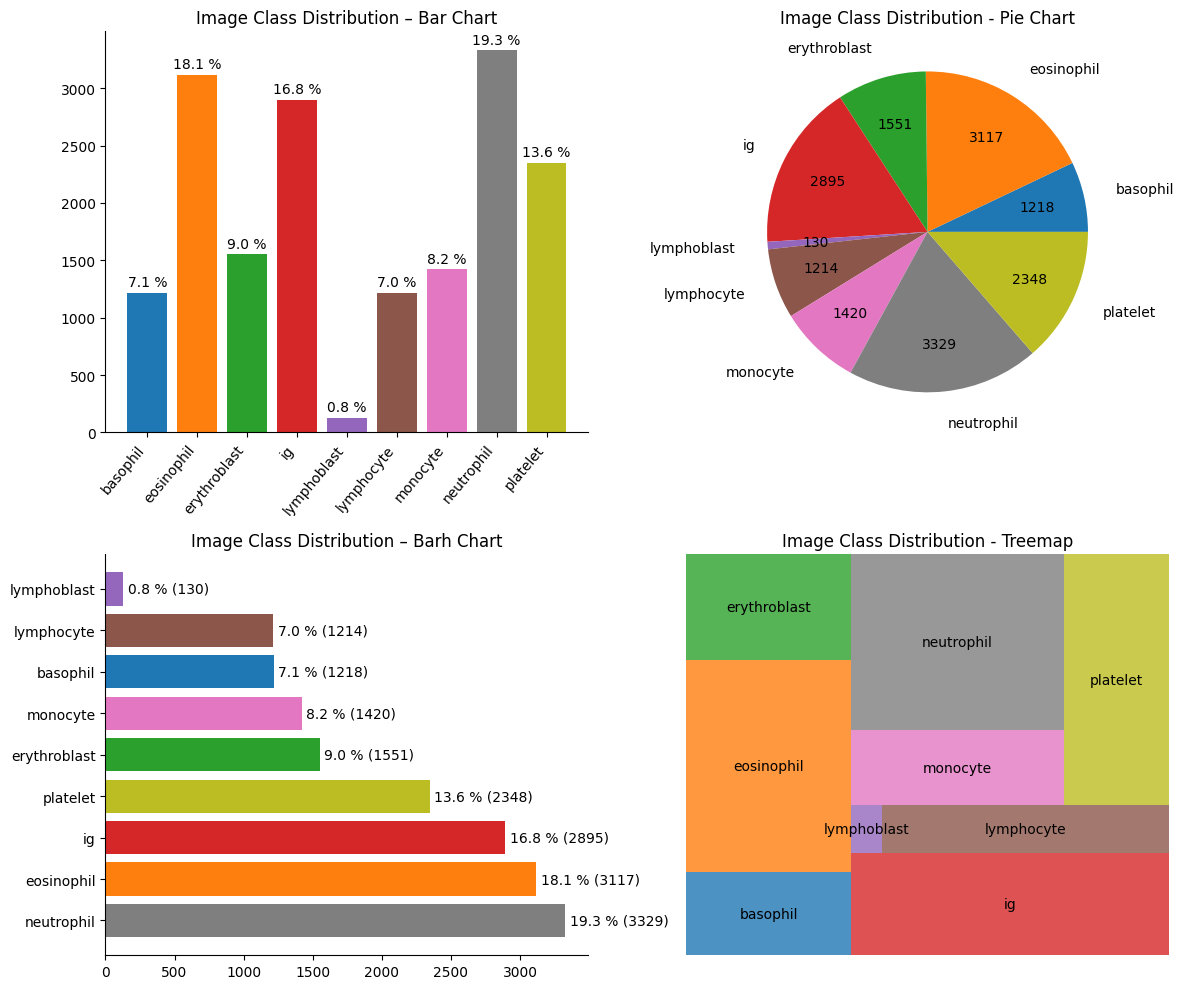 Image Class Distribution – Bar Chart
19.3 %
18.1 %
16.8 %
13.6 %
9.0 %
8.2 %
7.1 %
7.0 %
0.8 %
3000
2500
2000
1500
1000
500
0
basophil
eosinophil
erythroblast
ig
lymphoblast
lymphocyte
monocyte
neutrophil
platelet
Image Class Distribution - Pie Chart
erythroblast
eosinophil
ig
basophil
lymphoblast
lymphocyte
monocyte
neutrophil
platelet
1551
3117
2895
1218
130
1214
1420
3329
2348
Image Class Distribution – Barh Chart
lymphoblast 0.8 % (130)
lymphocyte 7.0 % (1214)
basophil 7.1 % (1218)
monocyte 8.2 % (1420)
erythroblast 9.0 % (1551)
platelet 13.6 % (2348)
ig 16.8 % (2895)
eosinophil 18.1 % (3117)
neutrophil 19.3 % (3329)
0 500 1000 1500 2000 2500 3000
Image Class Distribution - Treemap
erythroblast
neutrophil
platelet
eosinophil
monocyte
lymphoblast
lymphocyte
basophil
ig